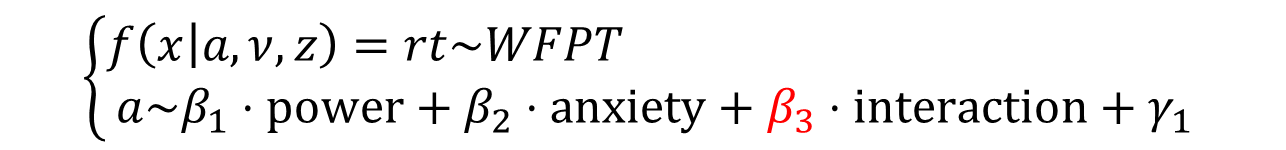 f(x|a, ν, z) = rt~WFPT
a~β₁ · power + β₂ · anxiety + β₃ · interaction + γ₁